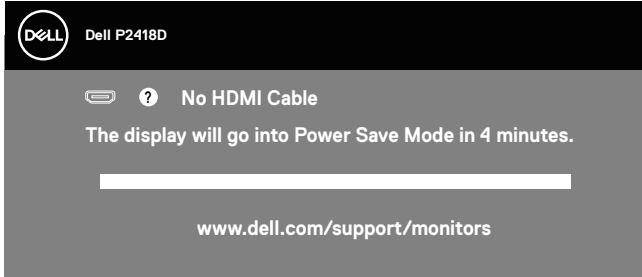 DELL
Dell P2418D
? No HDMI Cable
The display will go into Power Save Mode in 4 minutes.
www.dell.com/support/monitors